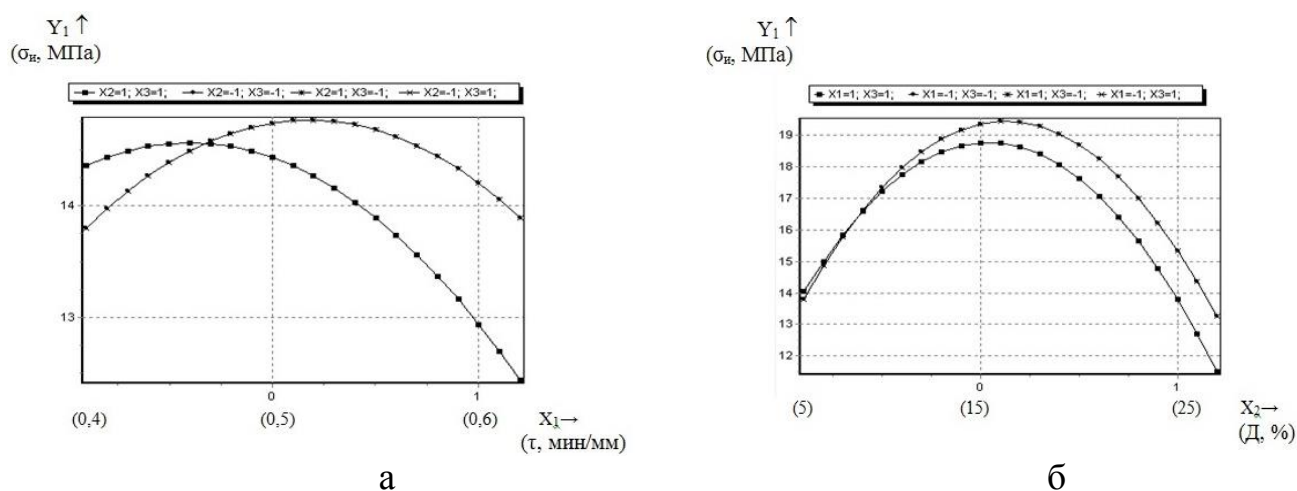 Y₁ ↑
(σᵢ, МПа)
X2=1; X3=1; X2=-1; X3=-1; X2=1; X3=-1; X2=-1; X3=1;
14
13
0 1
(0,4) (0,5) (0,6) X₁→
(τ, мин/мм)
а
Y₁ ↑
(σᵢ, МПа)
X1=1; X3=1; X1=-1; X3=-1; X1=1; X3=-1; X1=-1; X3=1;
19
18
17
16
15
14
13
12
0 1
(5) (15) (25) X₂→
(Д, %)
б